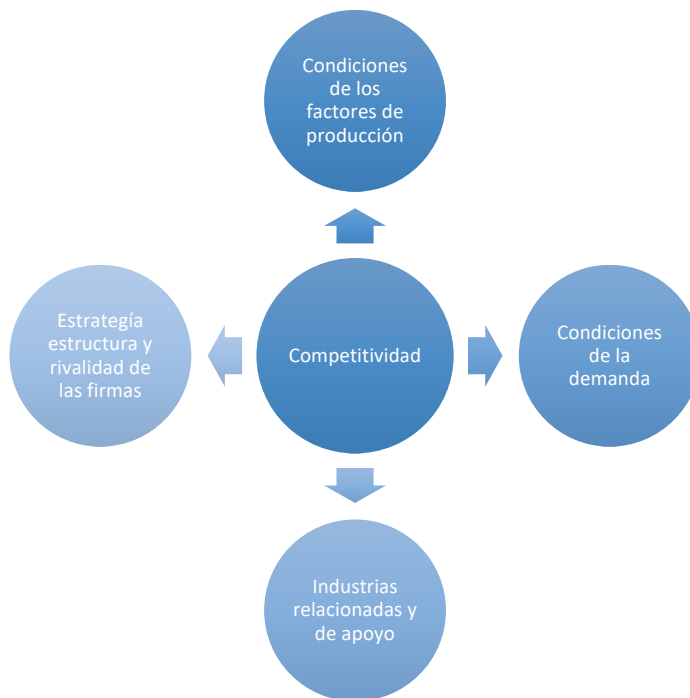 Condiciones
de los
factores de
producción
Estrategía
estructura y
rivalidad de
las firmas
Competitividad
Condiciones
de la
demanda
Industrias
relacionadas y
de apoyo